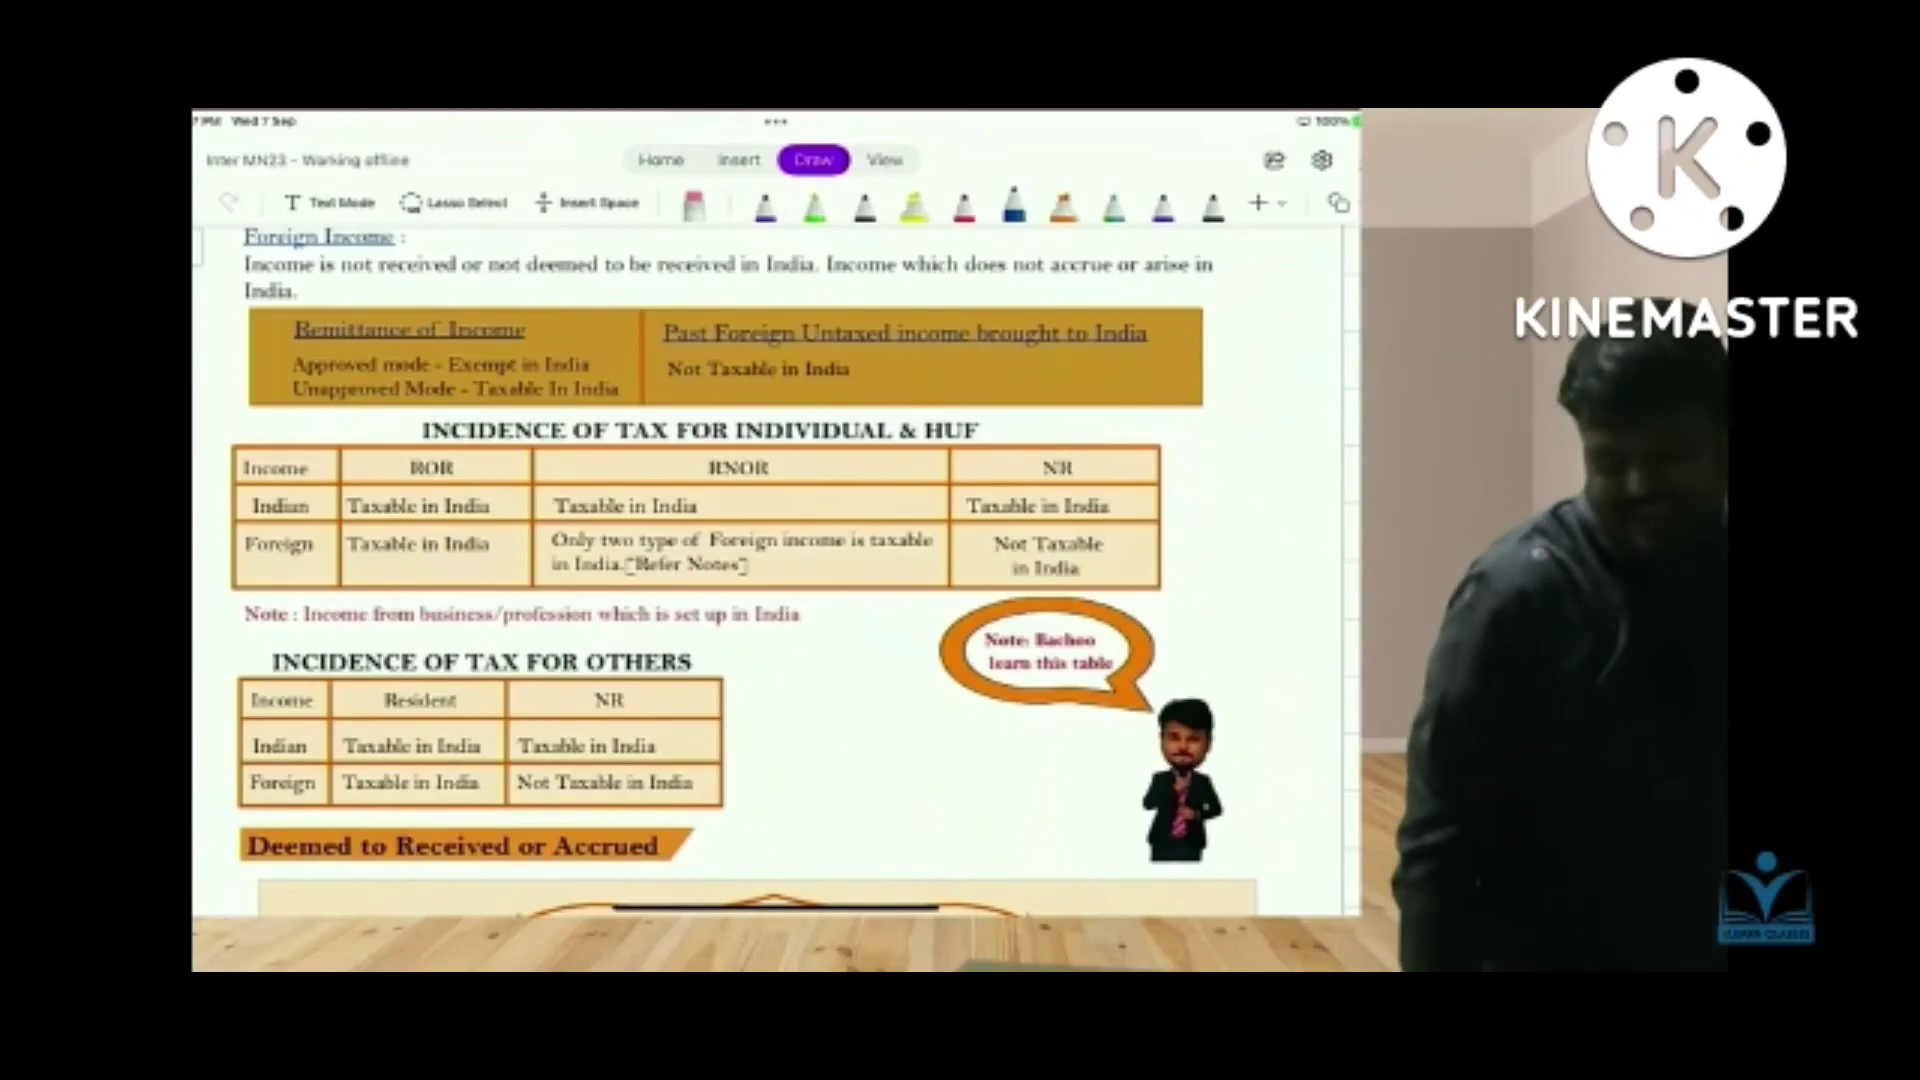 7 PM Wed 7 Sep
100%
Inter MN23 - Working offline
Home Insert Draw View
Text Mode Lasso Select Insert Space
Foreign Income :
Income is not received or not deemed to be received in India. Income which does not accrue or arise in
India.
Remittance of Income
Approved mode - Exempt in India
Unapproved Mode - Taxable In India
Past Foreign Untaxed income brought to India
Not Taxable in India
INCIDENCE OF TAX FOR INDIVIDUAL & HUF
Income ROR RNOR NR
Indian Taxable in India Taxable in India Taxable in India
Foreign Taxable in India Only two type of Foreign income is taxable Not Taxable
in India.[Refer Notes] in India
Note : Income from business/profession which is set up in India
Note: Bachoo
learn this table
INCIDENCE OF TAX FOR OTHERS
Income Resident NR
Indian Taxable in India Taxable in India
Foreign Taxable in India Not Taxable in India
Deemed to Received or Accrued
K
KINEMASTER